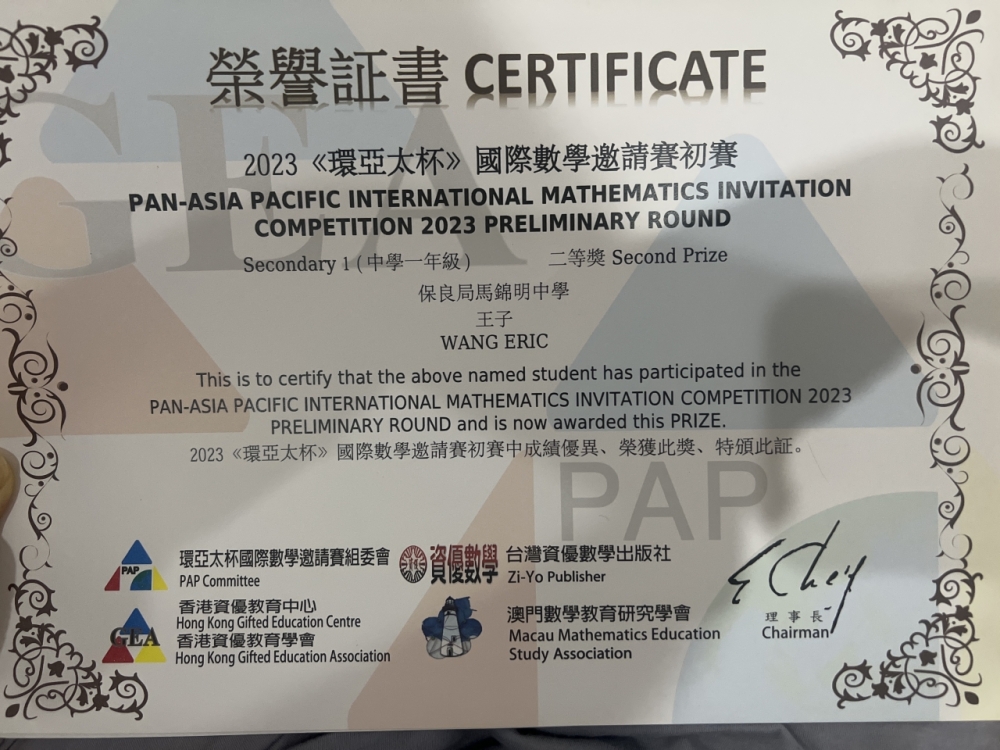 榮譽証書 CERTIFICATE
2023《環亞太杯》國際數學邀請賽初賽
PAN-ASIA PACIFIC INTERNATIONAL MATHEMATICS INVITATION
COMPETITION 2023 PRELIMINARY ROUND
Secondary 1 (中學一年級) 二等獎 Second Prize
保良局馬錦明中學
王子
WANG ERIC
This is to certify that the above named student has participated in the
PAN-ASIA PACIFIC INTERNATIONAL MATHEMATICS INVITATION COMPETITION 2023
PRELIMINARY ROUND and is now awarded this PRIZE.
2023《環亞太杯》國際數學邀請賽初賽中成績優異、榮獲此獎、特頒此証。
GEA
PAP
PAP
環亞太杯國際數學邀請賽組委會
PAP Committee
資優數學
台灣資優數學出版社
Zi-Yo Publisher
GEA
香港資優教育中心
Hong Kong Gifted Education Centre
香港資優教育學會
Hong Kong Gifted Education Association
澳門數學教育研究學會
Macau Mathematics Education
Study Association
理事長
Chairman